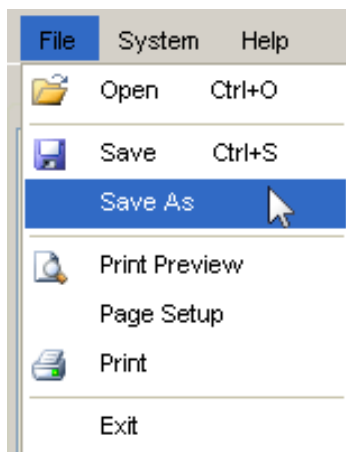 File System Help
Open Ctrl+O
Save Ctrl+S
Save As
Print Preview
Page Setup
Print
Exit